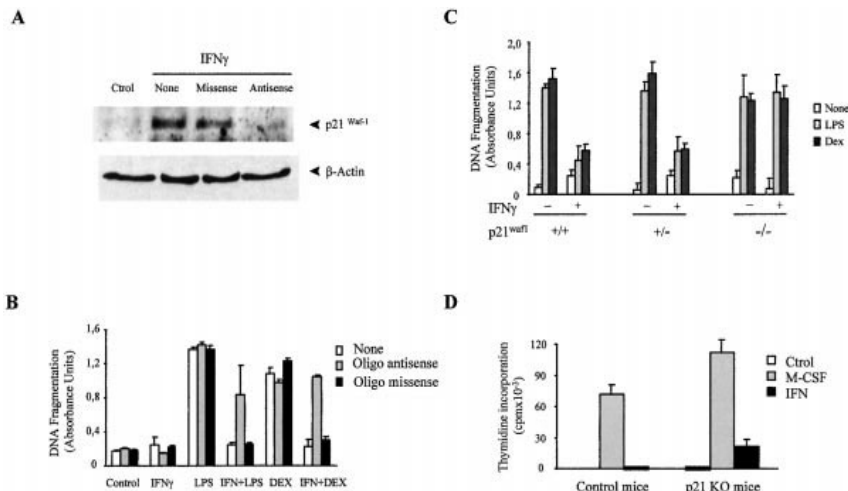 A
IFNγ
Ctrol None Missense Antisense
p21 Waf-1
β-Actin
C
DNA Fragmentation
(Absorbance Units)
2,0
1,6
1,2
0,8
0,4
0
None
LPS
Dex
IFNγ − + − + − +
p21waf1 +/+ +/- -/-
B
DNA Fragmentation
(Absorbance Units)
1,6
1,2
0,8
0,4
0
None
Oligo antisense
Oligo missense
Control IFNγ LPS IFN+LPS DEX IFN+DEX
D
Thymidine incorporation
(cpmx10-3)
120
90
60
30
0
Ctrol
M-CSF
IFN
Control mice p21 KO mice